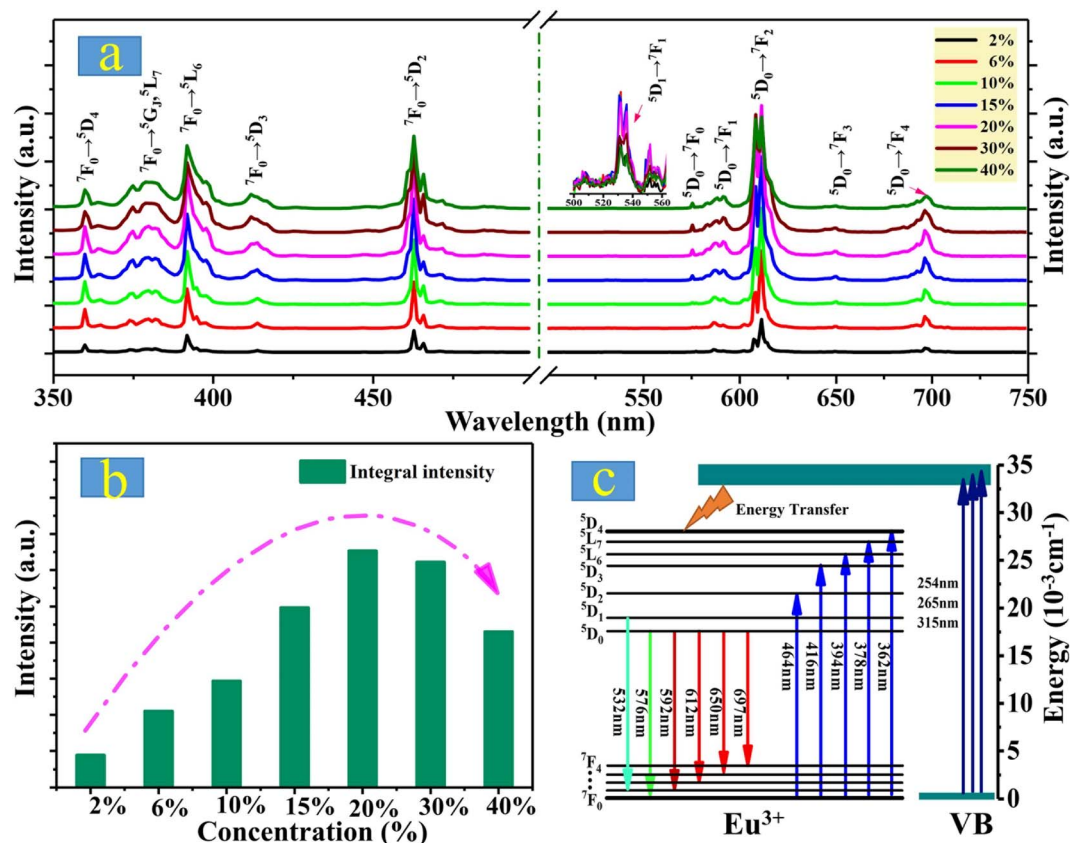 a
Intensity (a.u.)
⁷F₀→⁵D₄
⁷F₀→⁵G_J,⁵L₇
⁷F₀→⁵L₆
⁷F₀→⁵D₃
⁷F₀→⁵D₂
⁵D₁→⁷F₁
500 520 540 560
⁵D₀→⁷F₀
⁵D₀→⁷F₁
⁵D₀→⁷F₂
⁵D₀→⁷F₃
⁵D₀→⁷F₄
2%
6%
10%
15%
20%
30%
40%
Intensity (a.u.)
350 400 450 600 650 700 750
Wavelength (nm)
b
Integral intensity
Intensity (a.u.)
2% 6% 10% 15% 20% 30% 40%
Concentration (%)
c
Energy Transfer
⁵D₄
⁵L₇
⁵L₆
⁵D₃
⁵D₂
⁵D₁
⁵D₀
532nm
576nm
592nm
612nm
650nm
697nm
464nm
416nm
394nm
378nm
362nm
254nm
265nm
315nm
⁷F₄
⁷F₀
Eu³⁺
VB
35
30
25
20
15
10
5
0
Energy (10⁻³cm⁻¹)